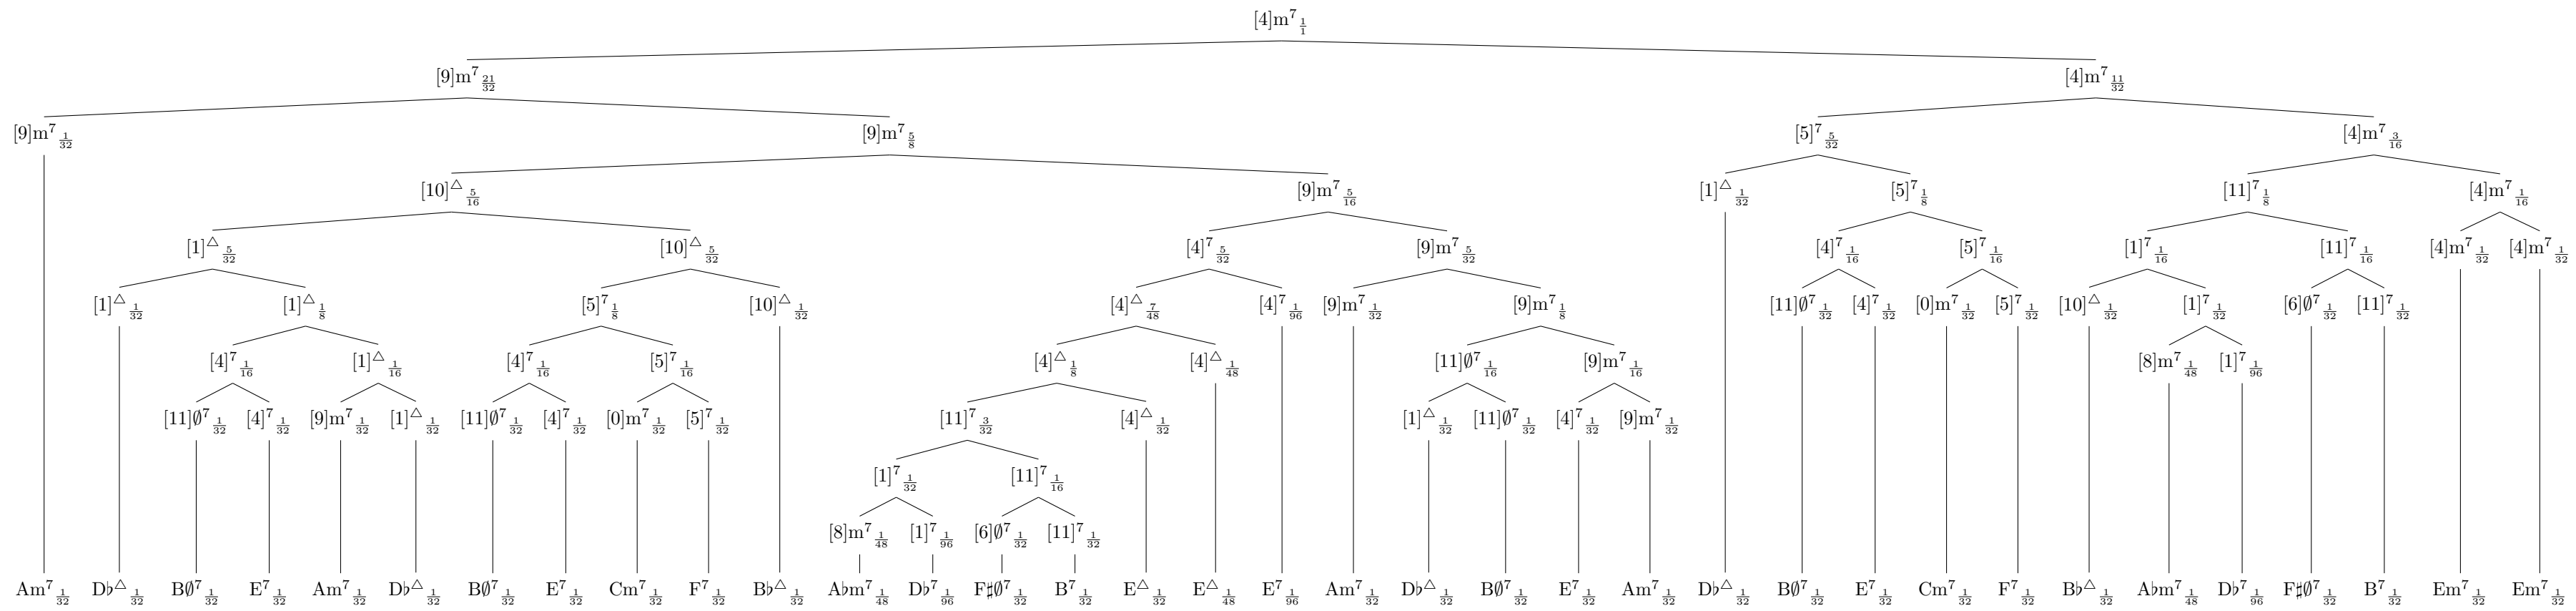 [4]m⁷ 1/1
[9]m⁷ 21/32 [4]m⁷ 11/32
[9]m⁷ 1/32 [9]m⁷ 5/8 [5]⁷ 5/32 [4]m⁷ 3/16
[10]△ 5/16 [9]m⁷ 5/16 [1]△ 1/32 [5]⁷ 1/8 [11]⁷ 1/8 [4]m⁷ 1/16
[1]△ 5/32 [10]△ 5/32 [4]⁷ 5/32 [9]m⁷ 5/32 [4]⁷ 1/16 [5]⁷ 1/16 [1]⁷ 1/16 [11]⁷ 1/16 [4]m⁷ 1/32 [4]m⁷ 1/32
[1]△ 1/32 [1]△ 1/8 [5]⁷ 1/8 [10]△ 1/32 [4]△ 7/48 [4]⁷ 1/96 [9]m⁷ 1/32 [9]m⁷ 1/8 [11]∅⁷ 1/32 [4]⁷ 1/32 [0]m⁷ 1/32 [5]⁷ 1/32 [10]△ 1/32 [1]⁷ 1/32 [6]∅⁷ 1/32 [11]⁷ 1/32
[4]⁷ 1/16 [1]△ 1/16 [4]⁷ 1/16 [5]⁷ 1/16 [4]△ 1/8 [4]△ 1/48 [11]∅⁷ 1/16 [9]m⁷ 1/16 [8]m⁷ 1/48 [1]⁷ 1/96
[11]∅⁷ 1/32 [4]⁷ 1/32 [9]m⁷ 1/32 [1]△ 1/32 [11]∅⁷ 1/32 [4]⁷ 1/32 [0]m⁷ 1/32 [5]⁷ 1/32 [11]⁷ 3/32 [4]△ 1/32 [1]△ 1/32 [11]∅⁷ 1/32 [4]⁷ 1/32 [9]m⁷ 1/32
[1]⁷ 1/32 [11]⁷ 1/16
[8]m⁷ 1/48 [1]⁷ 1/96 [6]∅⁷ 1/32 [11]⁷ 1/32
Am⁷ 1/32 D♭△ 1/32 B∅⁷ 1/32 E⁷ 1/32 Am⁷ 1/32 D♭△ 1/32 B∅⁷ 1/32 E⁷ 1/32 Cm⁷ 1/32 F⁷ 1/32 B♭△ 1/32 A♭m⁷ 1/48 D♭⁷ 1/96 F♯∅⁷ 1/32 B⁷ 1/32 E△ 1/32 E△ 1/48 E⁷ 1/96 Am⁷ 1/32 D♭△ 1/32 B∅⁷ 1/32 E⁷ 1/32 Am⁷ 1/32 D♭△ 1/32 B∅⁷ 1/32 E⁷ 1/32 Cm⁷ 1/32 F⁷ 1/32 B♭△ 1/32 A♭m⁷ 1/48 D♭⁷ 1/96 F♯∅⁷ 1/32 B⁷ 1/32 Em⁷ 1/32 Em⁷ 1/32